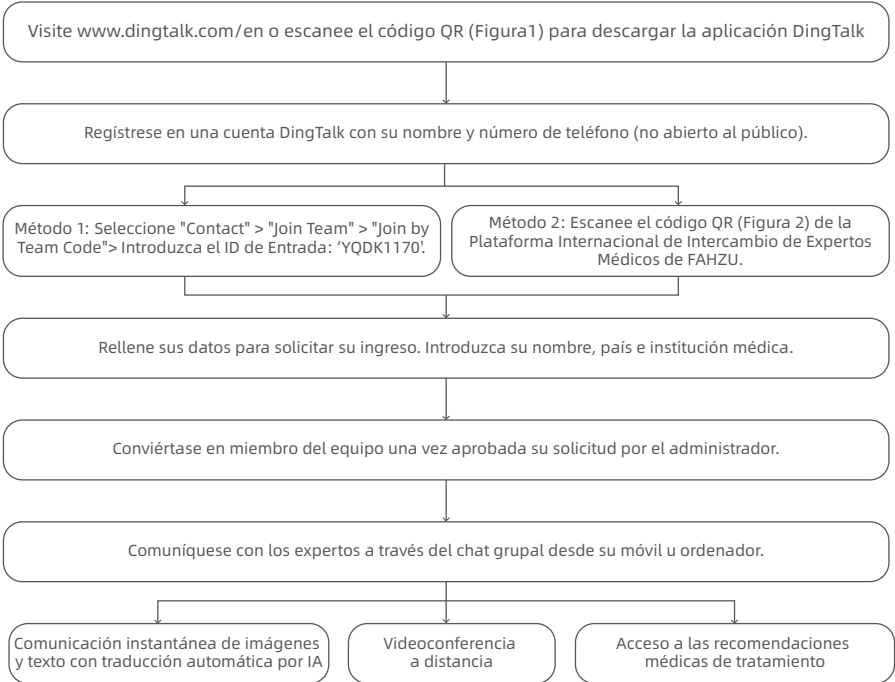 Visite www.dingtalk.com/en o escanee el código QR (Figura1) para descargar la aplicación DingTalk
Regístrese en una cuenta DingTalk con su nombre y número de teléfono (no abierto al público).
Método 1: Seleccione "Contact" > "Join Team" > "Join by
Team Code"> Introduzca el ID de Entrada: ‘YQDK1170'.
Método 2: Escanee el código QR (Figura 2) de la
Plataforma Internacional de Intercambio de Expertos
Médicos de FAHZU.
Rellene sus datos para solicitar su ingreso. Introduzca su nombre, país e institución médica.
Conviértase en miembro del equipo una vez aprobada su solicitud por el administrador.
Comuníquese con los expertos a través del chat grupal desde su móvil u ordenador.
Comunicación instantánea de imágenes
y texto con traducción automática por IA
Videoconferencia
a distancia
Acceso a las recomendaciones
médicas de tratamiento